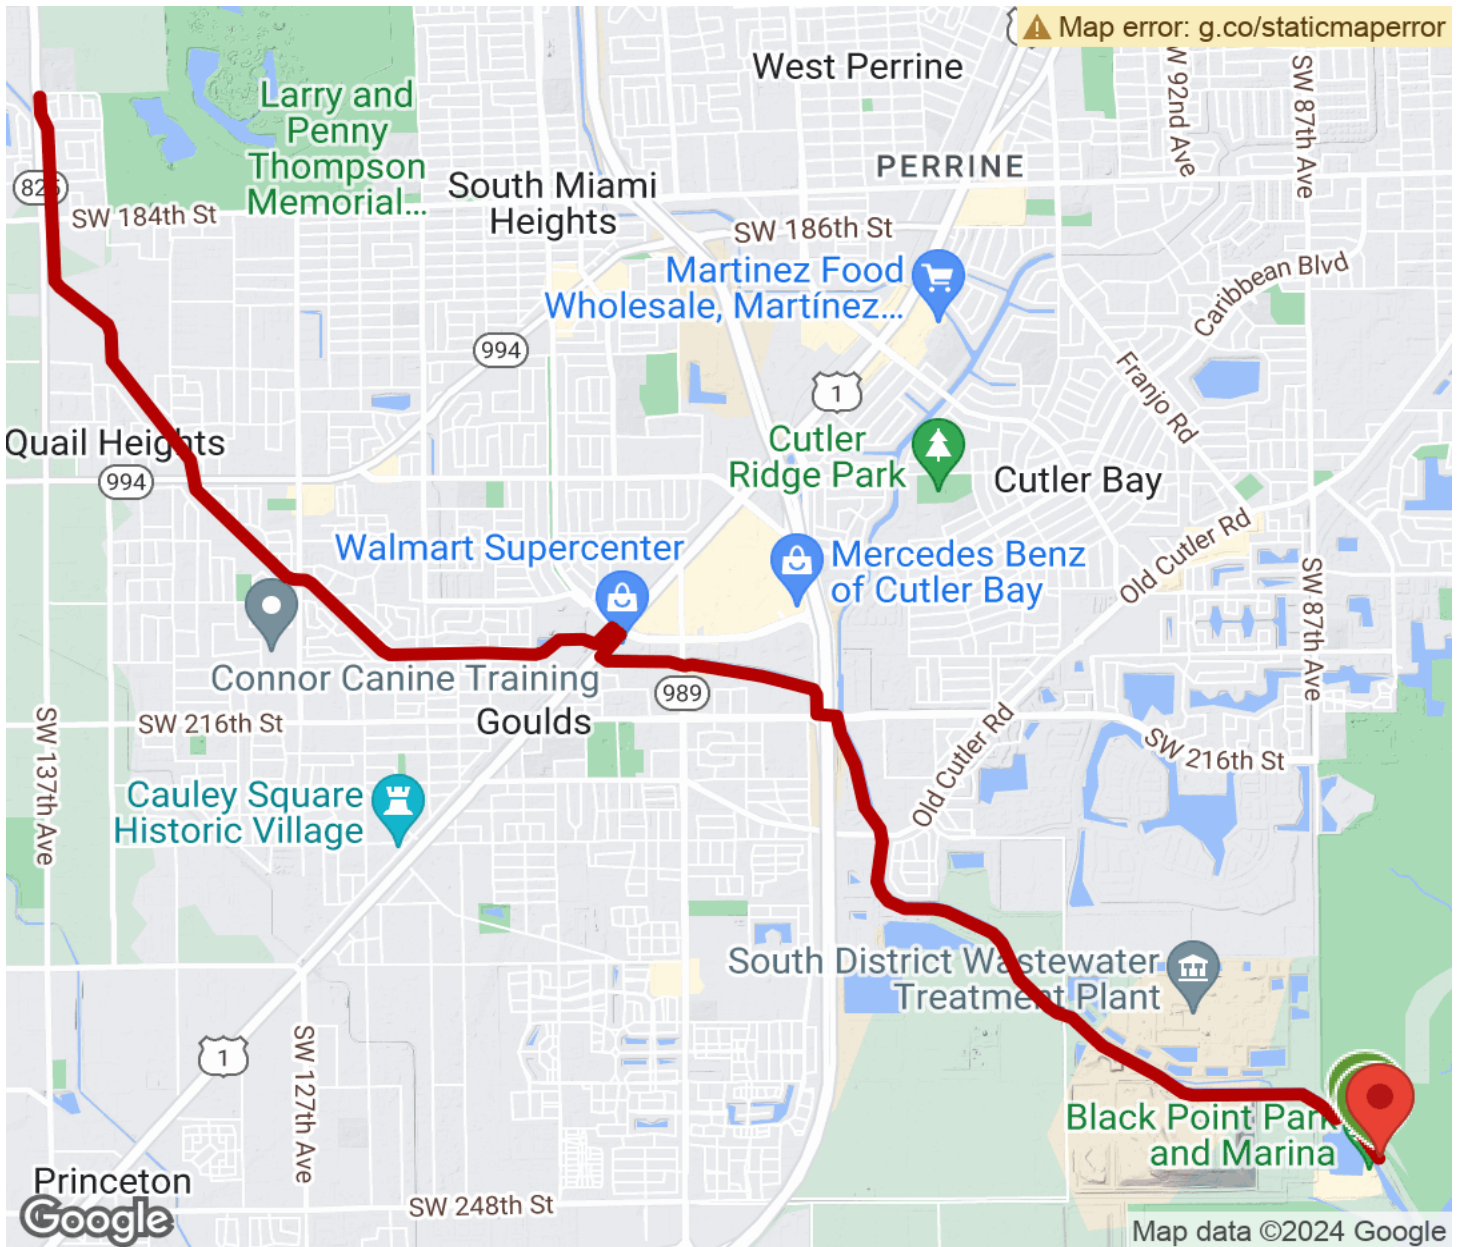 Map error: g.co/staticmaperror
West Perrine
SW 92nd Ave
SW 87th Ave
Larry and
Penny
Thompson
Memorial...
PERRINE
South Miami
Heights
SW 184th St
SW 186th St
Martinez Food
Wholesale, Martínez...
Caribbean Blvd
994
1
Franjo Rd
Quail Heights
994
Cutler
Ridge Park
Cutler Bay
Old Cutler Rd
Walmart Supercenter
Mercedes Benz
of Cutler Bay
SW 87th Ave
Connor Canine Training
989
SW 216th St
Goulds
SW 137th Ave
Old Cutler Rd
SW 216th St
Cauley Square
Historic Village
South District Wastewater
Treatment Plant
1
SW 127th Ave
Black Point Park
and Marina
Princeton
SW 248th St
Google
Map data ©2024 Google